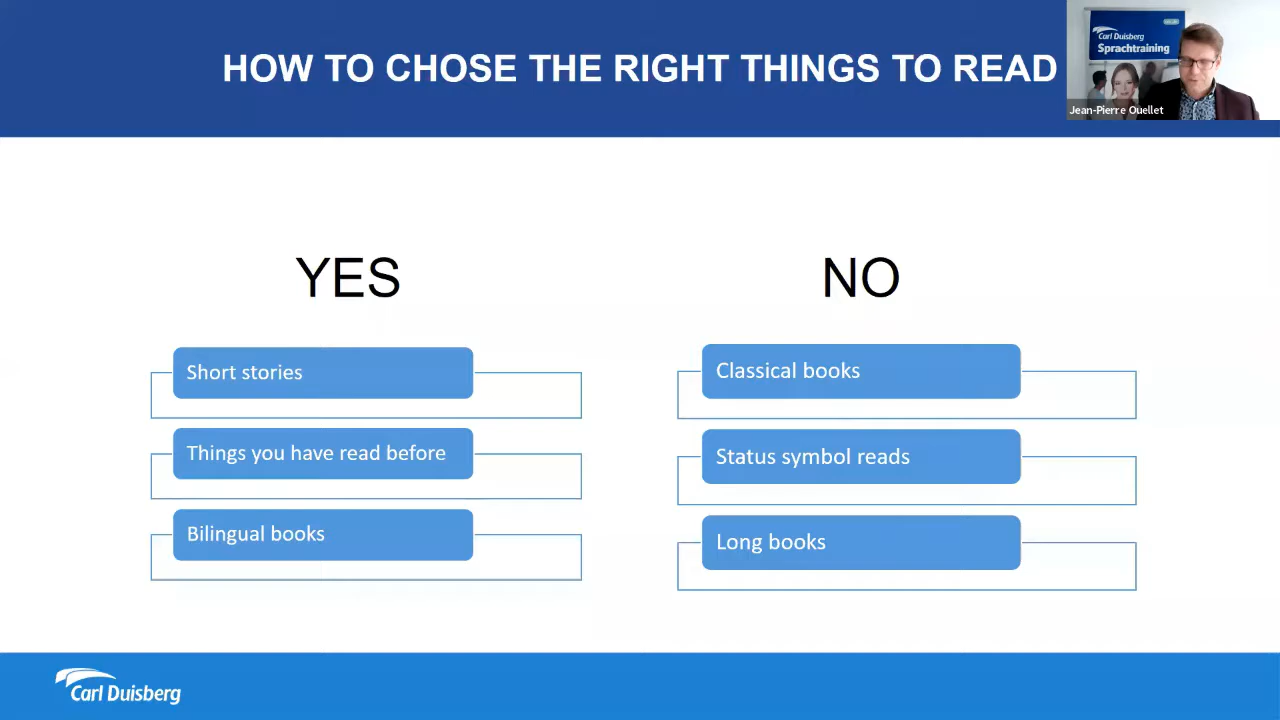 HOW TO CHOSE THE RIGHT THINGS TO READ
Carl Duisberg
Sprachtraining
Jean-Pierre Ouellet
YES
NO
Short stories
Things you have read before
Bilingual books
Classical books
Status symbol reads
Long books
Carl Duisberg